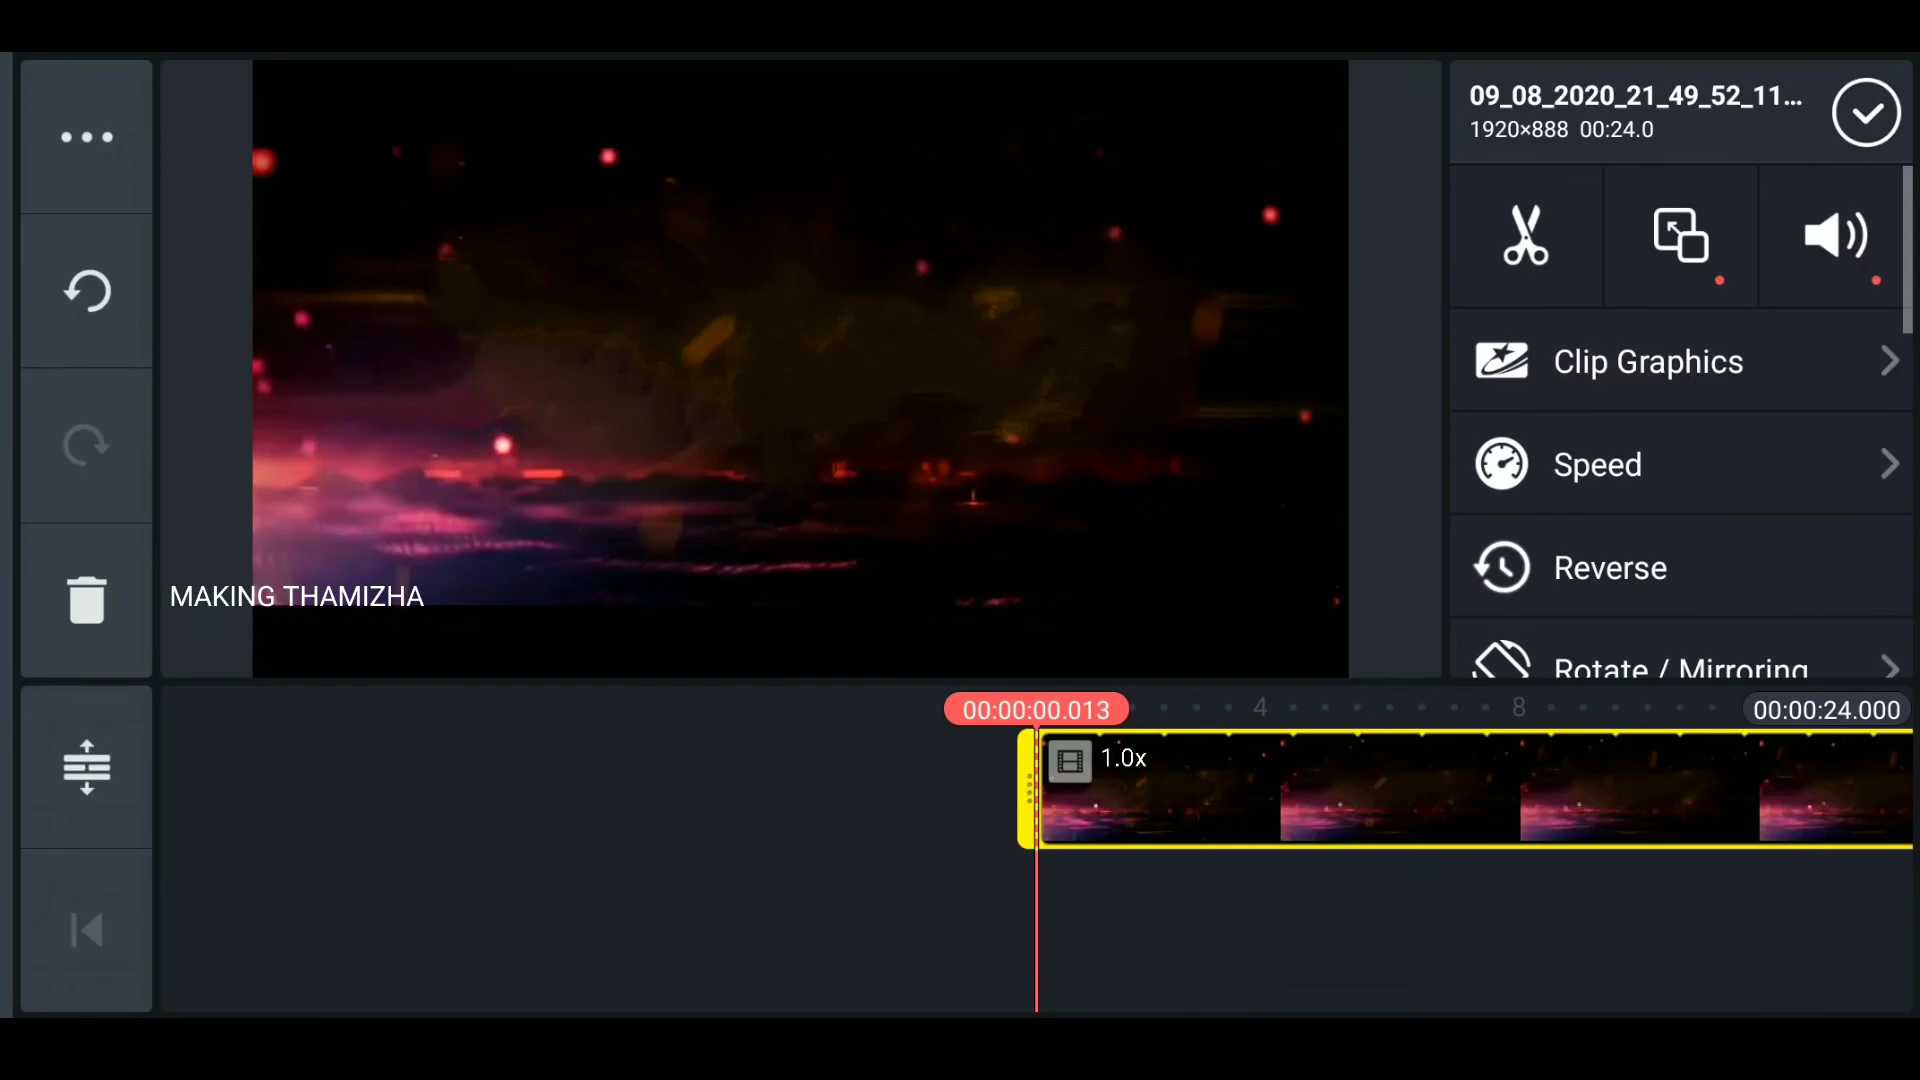 09_08_2020_21_49_52_11...
1920×888 00:24.0
Clip Graphics
Speed
Reverse
Rotate / Mirroring
MAKING THAMIZHA
00:00:00.013
4
8
00:00:24.000
1.0x